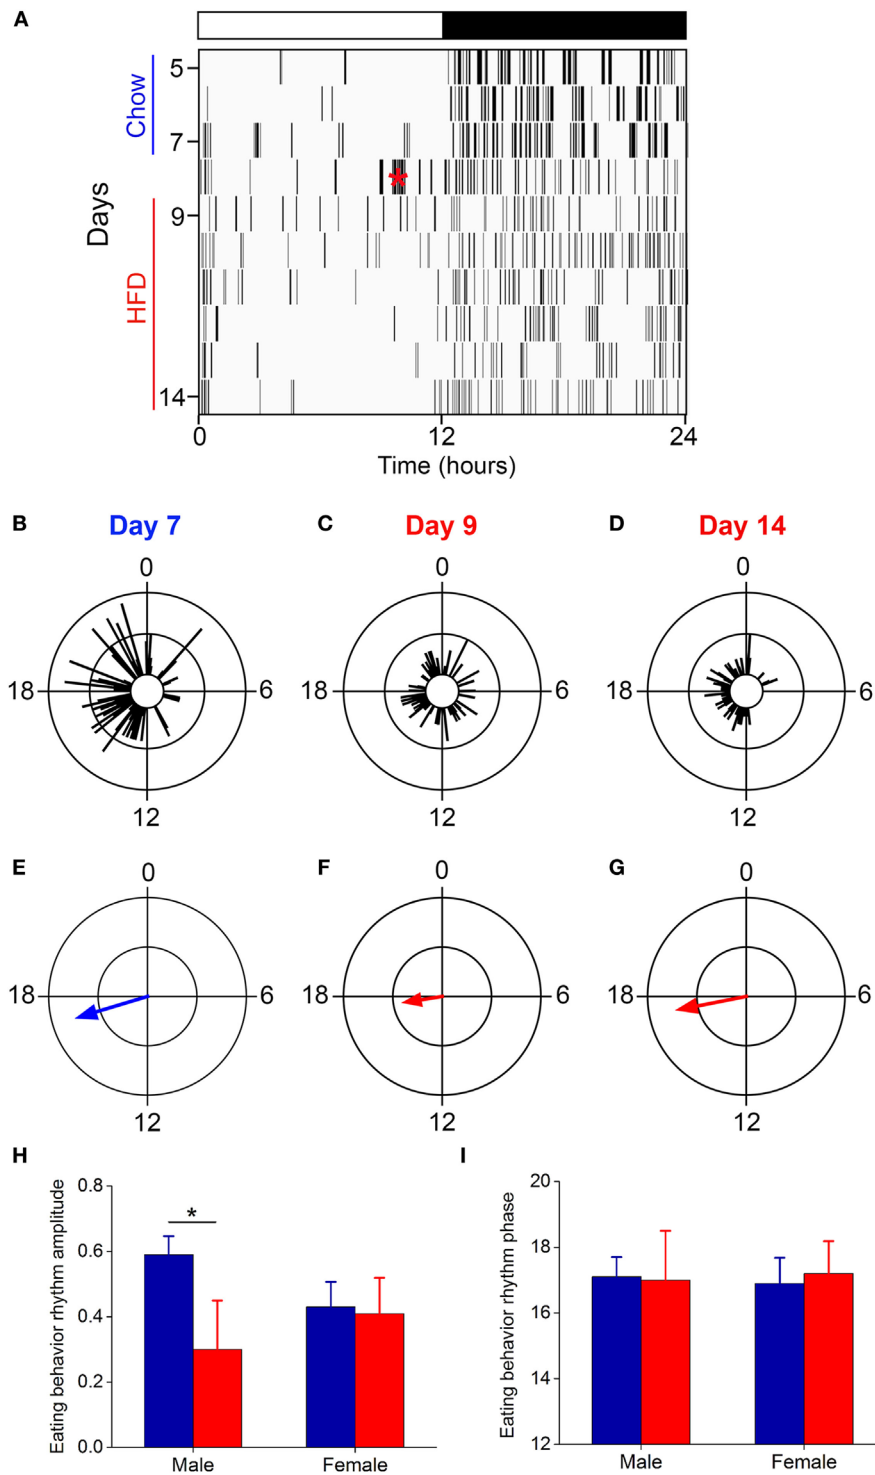 A
Chow
HFD
Days
5
7
9
14
0 12 24
Time (hours)
B Day 7 C Day 9 D Day 14
0 0 0
18 6 18 6 18 6
12 12 12
E F G
0 0 0
18 6 18 6 18 6
12 12 12
H
Eating behavior rhythm amplitude
0.8
0.6
0.4
0.2
0.0
*
Male Female
I
Eating behavior rhythm phase
20
18
16
14
12
Male Female